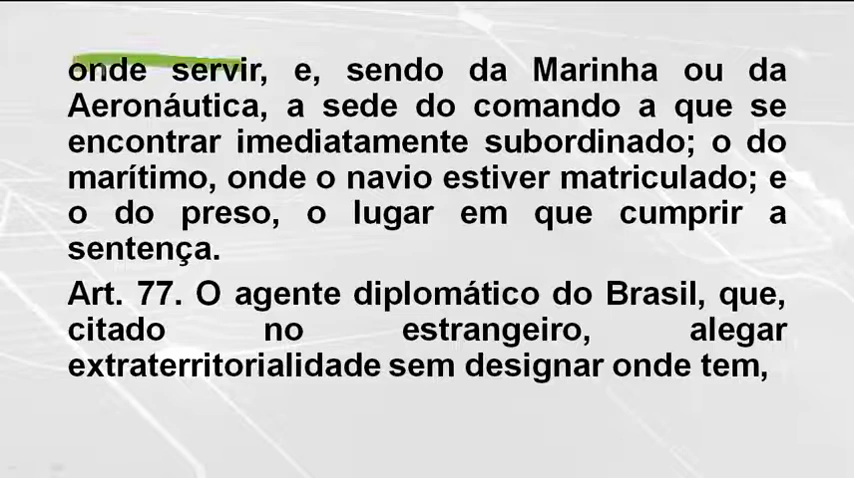 onde servir, e, sendo da Marinha ou da
Aeronáutica, a sede do comando a que se
encontrar imediatamente subordinado; o do
marítimo, onde o navio estiver matriculado; e
o do preso, o lugar em que cumprir a
sentença.
Art. 77. O agente diplomático do Brasil, que,
citado no estrangeiro, alegar
extraterritorialidade sem designar onde tem,